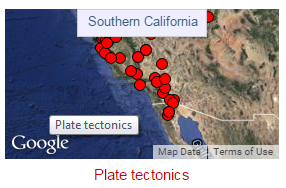 Southern California
Plate tectonics
Google
Map Data
Terms of Use
Plate tectonics